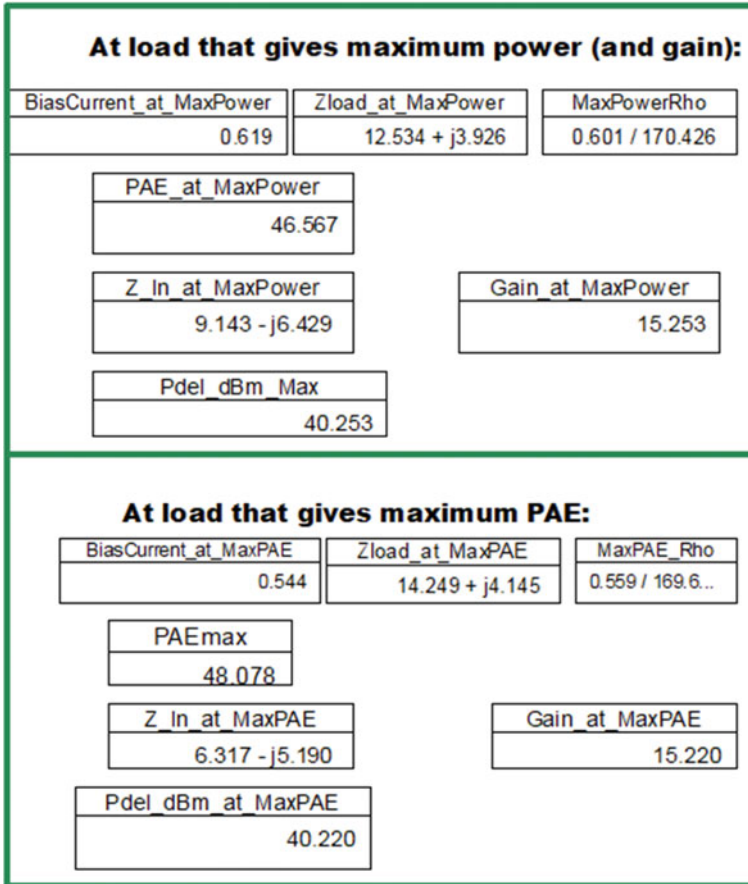 At load that gives maximum power (and gain):
BiasCurrent_at_MaxPower Zload_at_MaxPower MaxPowerRho
0.619 12.534 + j3.926 0.601 / 170.426
PAE_at_MaxPower
46.567
Z_In_at_MaxPower Gain_at_MaxPower
9.143 - j6.429 15.253
Pdel_dBm_Max
40.253
At load that gives maximum PAE:
BiasCurrent_at_MaxPAE Zload_at_MaxPAE MaxPAE_Rho
0.544 14.249 + j4.145 0.559 / 169.6...
PAEmax
48.078
Z_In_at_MaxPAE Gain_at_MaxPAE
6.317 - j5.190 15.220
Pdel_dBm_at_MaxPAE
40.220